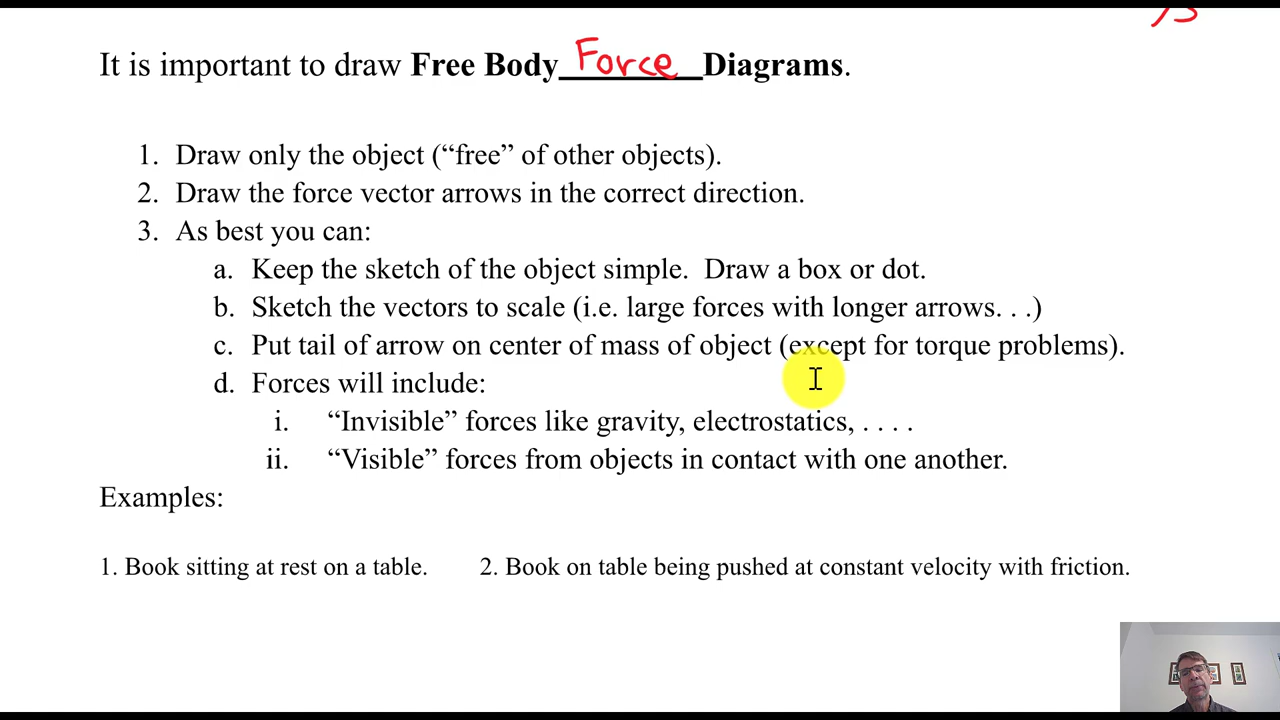 It is important to draw Free Body Force Diagrams.
1. Draw only the object (“free” of other objects).
2. Draw the force vector arrows in the correct direction.
3. As best you can:
a. Keep the sketch of the object simple. Draw a box or dot.
b. Sketch the vectors to scale (i.e. large forces with longer arrows. . .)
c. Put tail of arrow on center of mass of object (except for torque problems).
d. Forces will include:
i. “Invisible” forces like gravity, electrostatics, . . . .
ii. “Visible” forces from objects in contact with one another.
Examples:
1. Book sitting at rest on a table. 2. Book on table being pushed at constant velocity with friction.